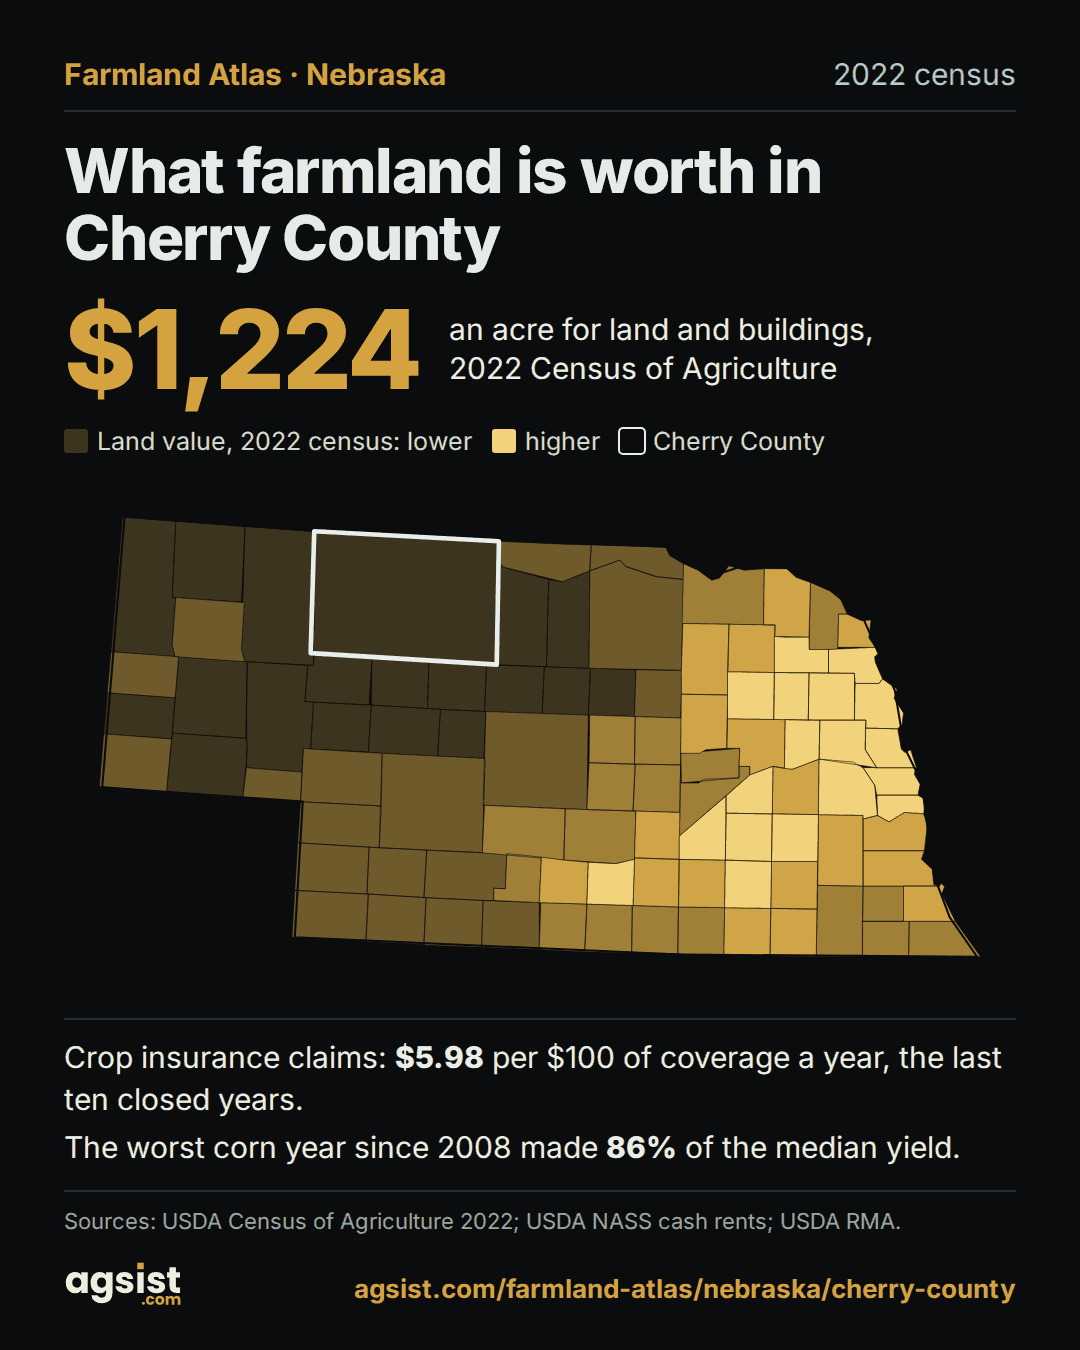 Farmland Atlas · Nebraska
2022 census
What farmland is worth in
Cherry County
$1,224
an acre for land and buildings,
2022 Census of Agriculture
Land value, 2022 census: lower
higher
Cherry County
Crop insurance claims: $5.98 per $100 of coverage a year, the last
ten closed years.
The worst corn year since 2008 made 86% of the median yield.
Sources: USDA Census of Agriculture 2022; USDA NASS cash rents; USDA RMA.
agsist
.com
agsist.com/farmland-atlas/nebraska/cherry-county